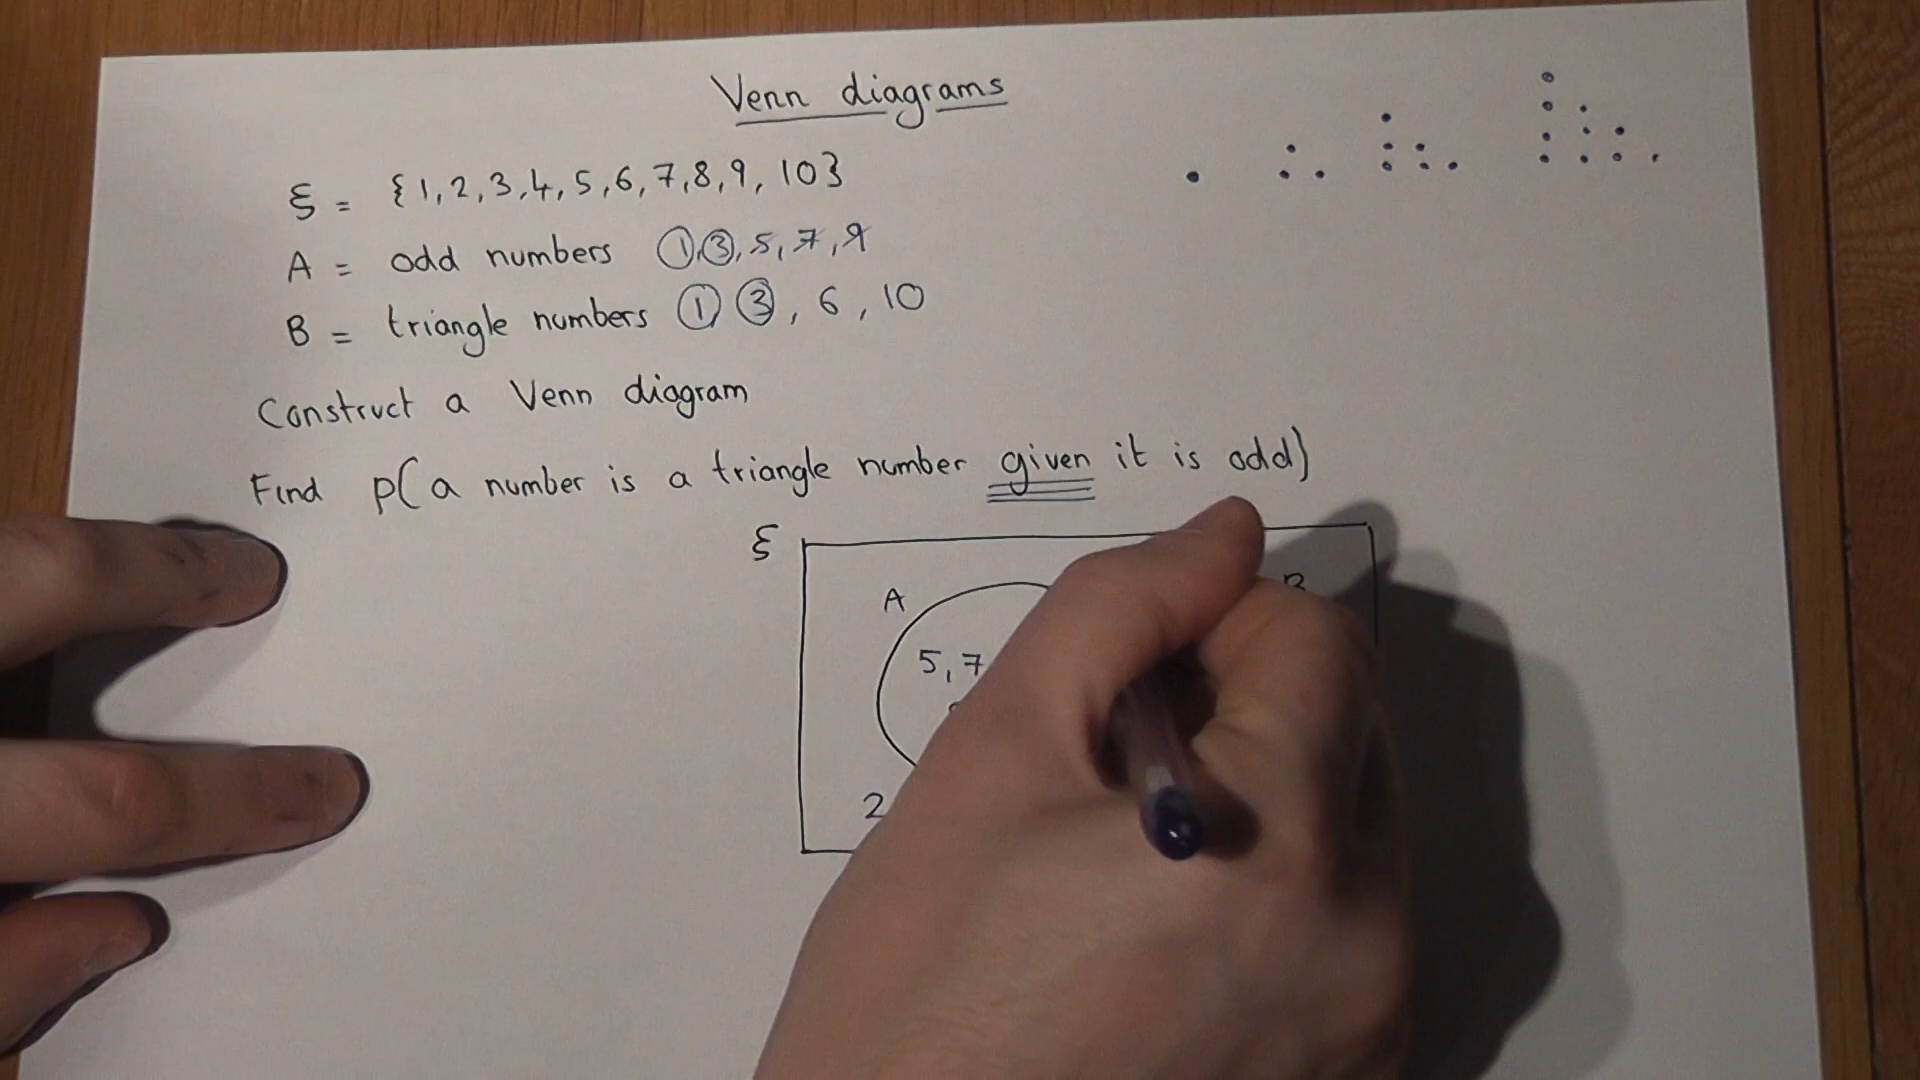 Venn diagrams
ξ = {1, 2, 3, 4, 5, 6, 7, 8, 9, 10}
A = odd numbers 1, 3, 5, 7, 9
B = triangle numbers 1, 3, 6, 10
Construct a Venn diagram
Find p(a number is a triangle number given it is odd)
ξ
A B
5, 7
2